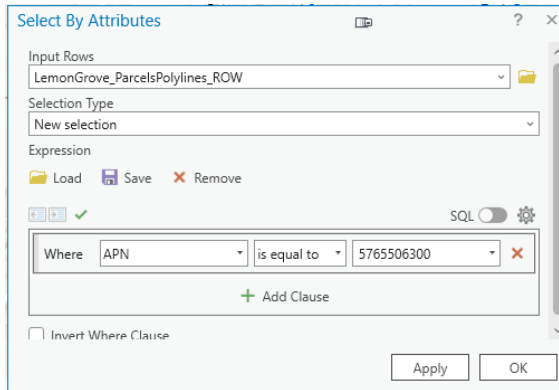 Select By Attributes
?
Input Rows
LemonGrove_ParcelsPolylines_ROW
Selection Type
New selection
Expression
Load Save Remove
SQL
Where APN is equal to 5765506300
+ Add Clause
Invert Where Clause
Apply OK